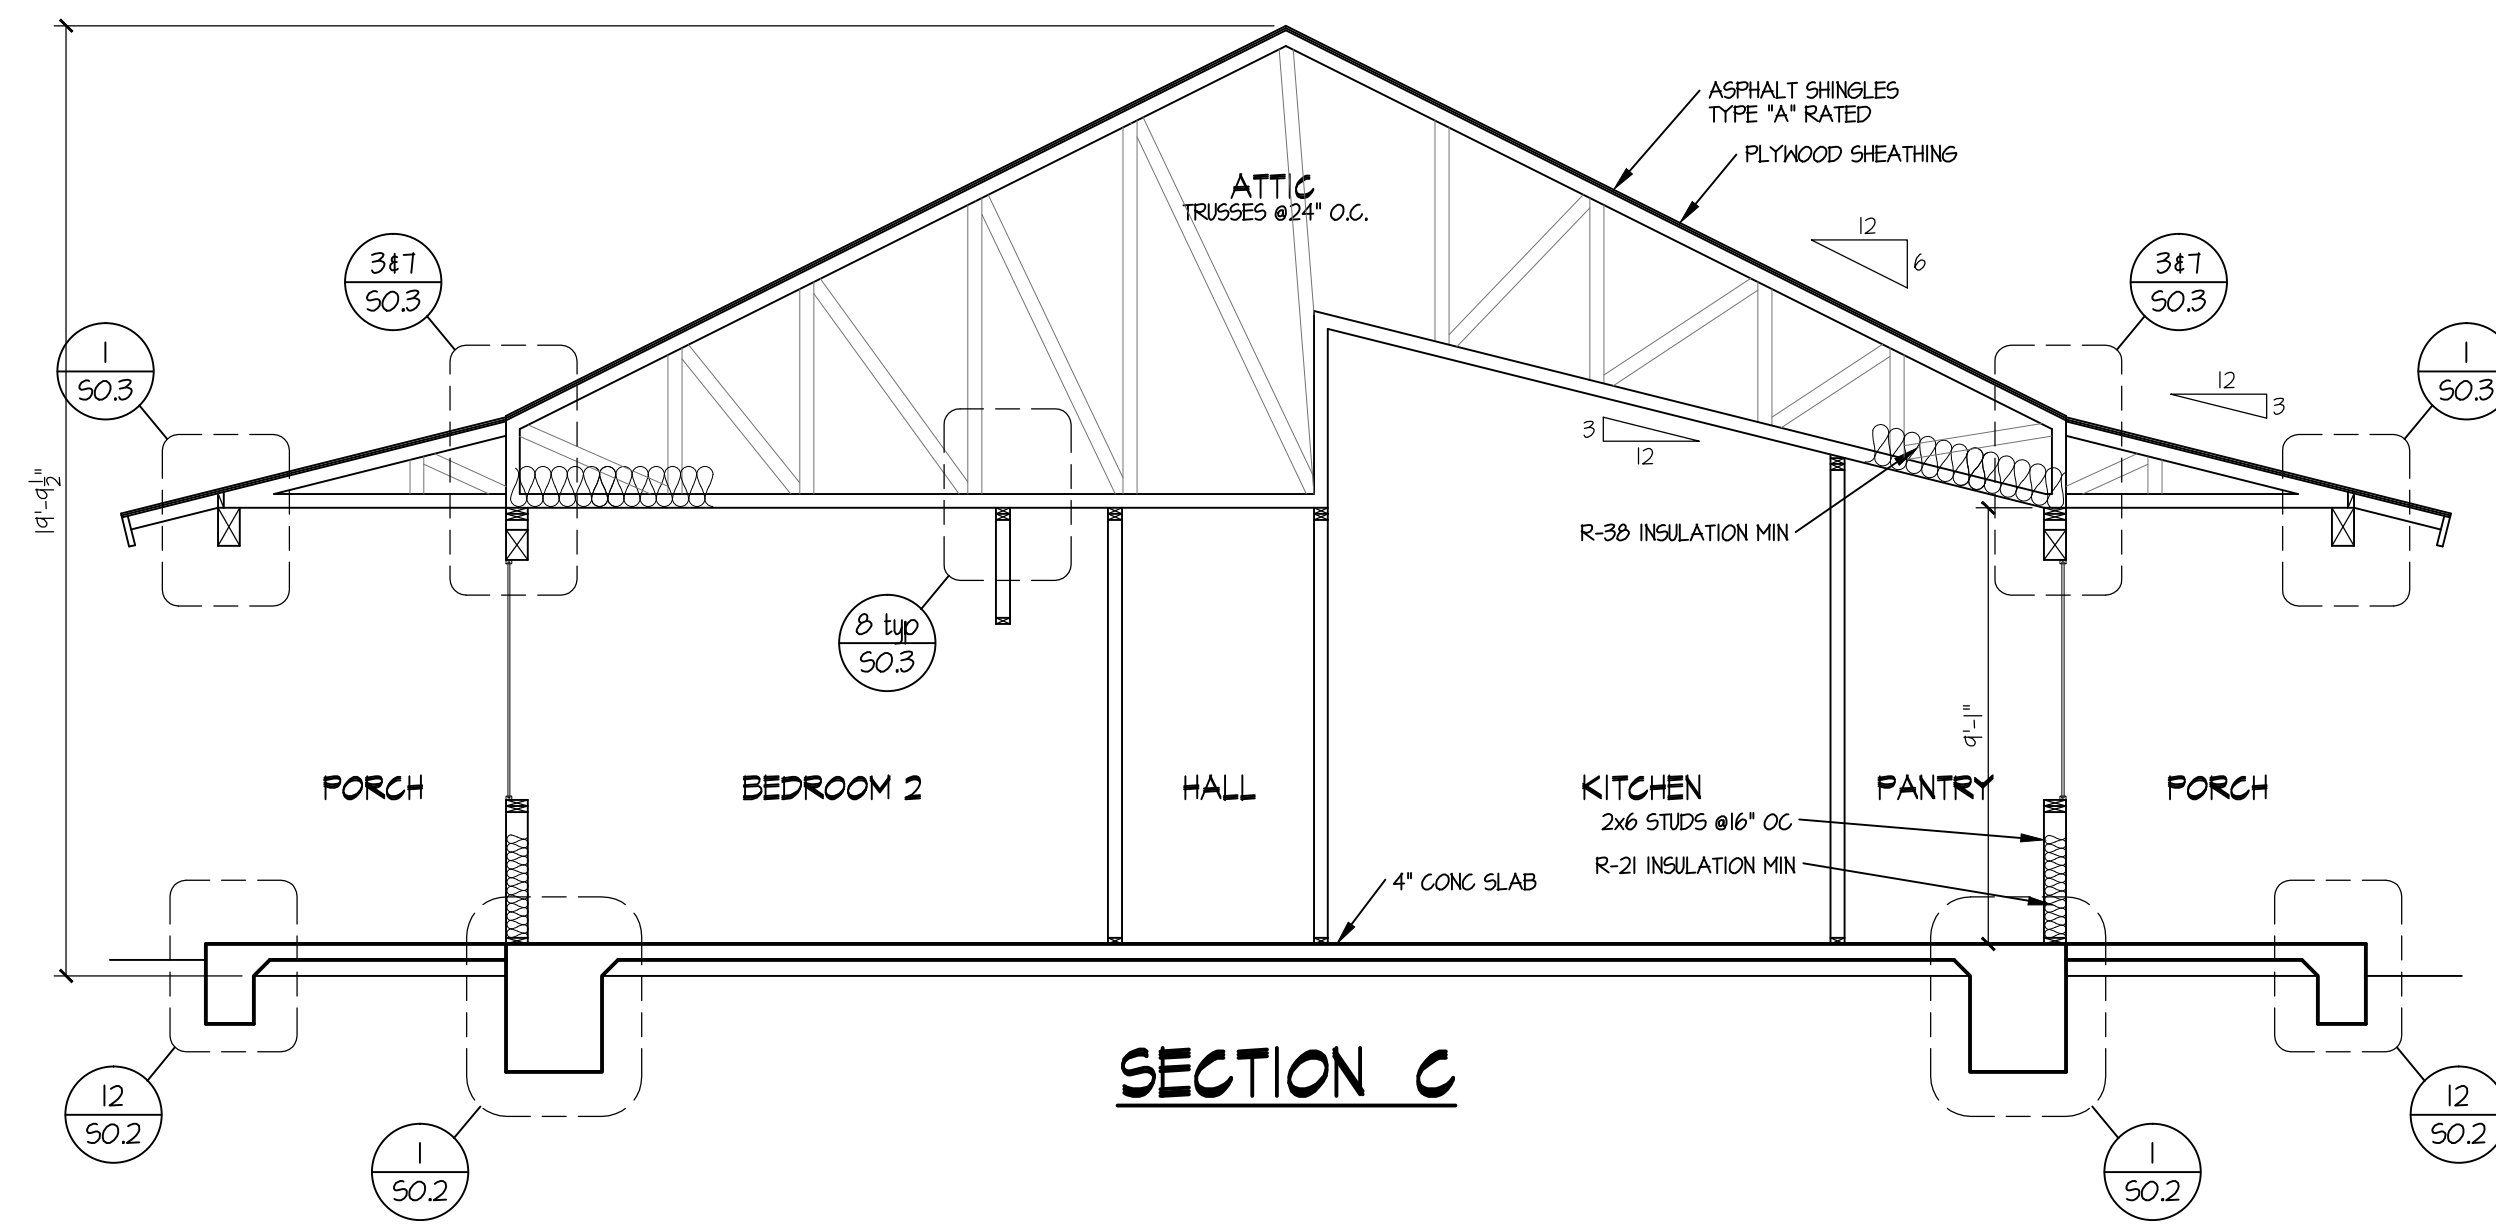 ASPHALT SHINGLES
TYPE "A" RATED
PLYWOOD SHEATHING
ATTIC
TRUSSES @24" O.C.
12
6
3&7
S0.3
3&7
S0.3
1
S0.3
1
S0.3
12
3
3
12
19'-9 1/2"
R-38 INSULATION MIN
8 typ
S0.3
9'-1"
PORCH
BEDROOM 2
HALL
KITCHEN
PANTRY
PORCH
2x6 STUDS @16" OC
R-21 INSULATION MIN
4" CONC SLAB
SECTION C
12
S0.2
1
S0.2
1
S0.2
12
S0.2